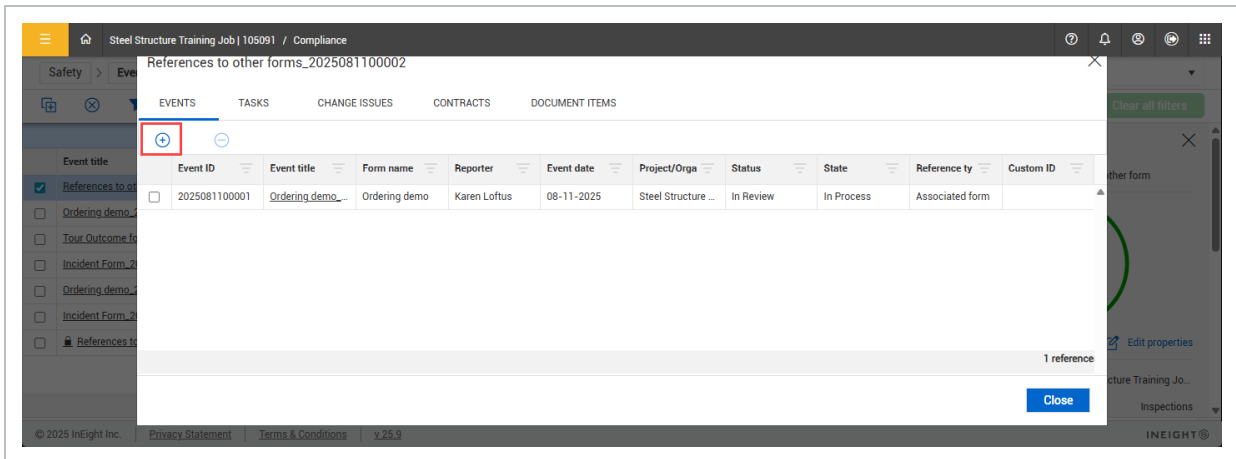 Steel Structure Training Job | 105091 / Compliance
References to other forms_2025081100002
Safety > Eve
EVENTS TASKS CHANGE ISSUES CONTRACTS DOCUMENT ITEMS
Clear all filters
Event title
Event ID Event title Form name Reporter Event date Project/Orga Status State Reference ty Custom ID
other form
References to ot
2025081100001 Ordering demo_... Ordering demo Karen Loftus 08-11-2025 Steel Structure ... In Review In Process Associated form
Ordering demo_2
Tour Outcome fo
Incident Form_2
Ordering demo_2
Incident Form_2
References to
Edit properties
1 reference
cture Training Jo...
Close
Inspections
© 2025 InEight Inc. Privacy Statement Terms & Conditions v 25.9 INEIGHT